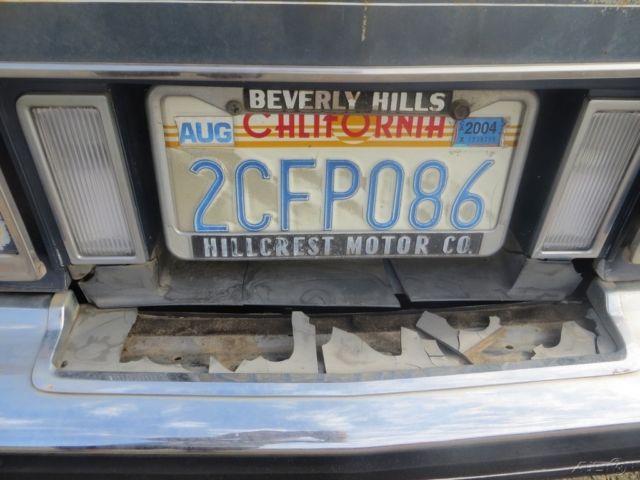 BEVERLY HILLS
CALIFORNIA
AUG
2004
2CFP086
HILLCREST MOTOR CO.